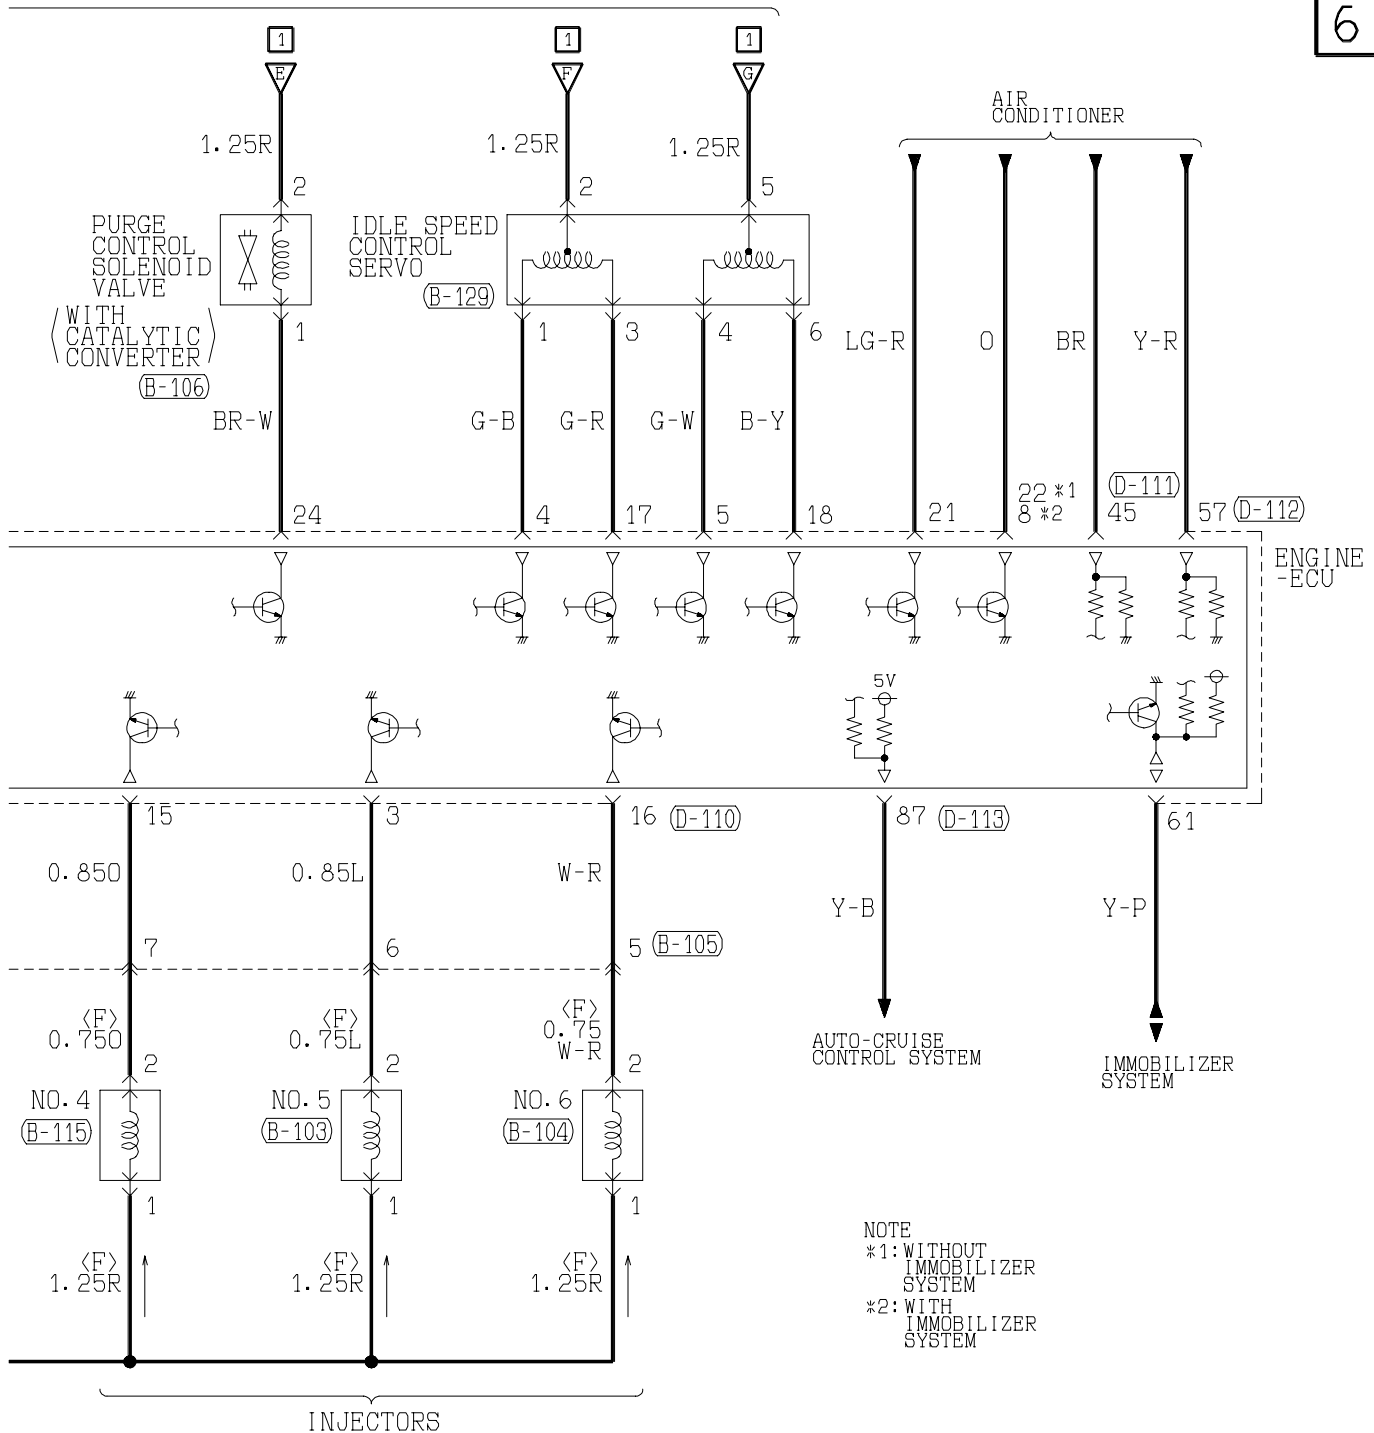 6
1
1
1
E
F
G
AIR
CONDITIONER
1.25R
1.25R
1.25R
2
2
5
PURGE
CONTROL
SOLENOID
VALVE
WITH
CATALYTIC
CONVERTER
B-106
IDLE SPEED
CONTROL
SERVO
B-129
1
1
3
4
6
LG-R
O
BR
Y-R
BR-W
G-B
G-R
G-W
B-Y
24
4
17
5
18
21
22 *1
8 *2
D-111
45
57
D-112
ENGINE
-ECU
5V
15
3
16
D-110
87
D-113
61
0.85O
0.85L
W-R
Y-B
Y-P
7
6
5
B-105
<F>
0.75O
<F>
0.75L
<F>
0.75
W-R
AUTO-CRUISE
CONTROL SYSTEM
IMMOBILIZER
SYSTEM
2
2
2
NO.4
B-115
NO.5
B-103
NO.6
B-104
1
1
1
<F>
1.25R
<F>
1.25R
<F>
1.25R
NOTE
*1:WITHOUT
IMMOBILIZER
SYSTEM
*2:WITH
IMMOBILIZER
SYSTEM
INJECTORS